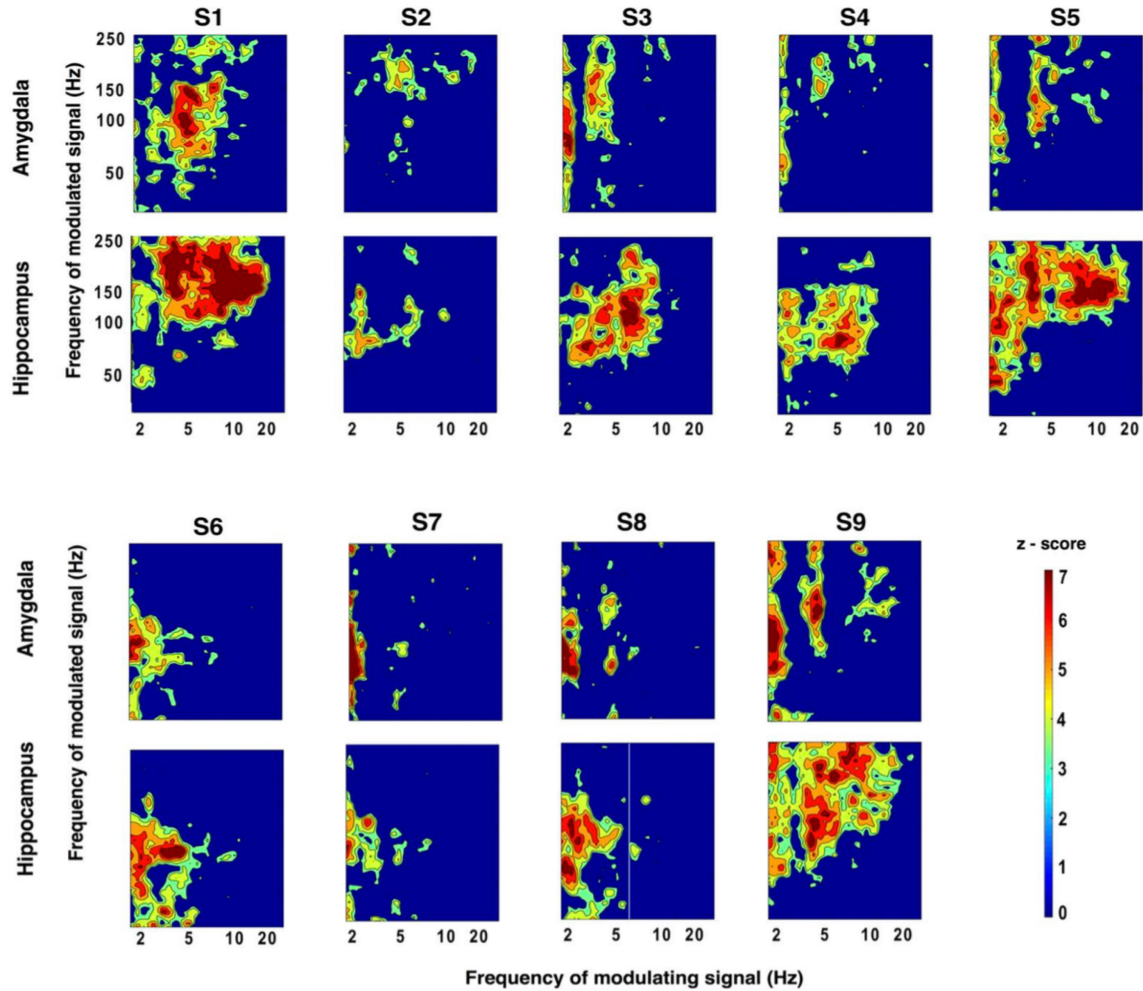 S1 S2 S3 S4 S5
Amygdala
Frequency of modulated signal (Hz)
250
150
100
50
Hippocampus
250
150
100
50
2 5 10 20 2 5 10 20 2 5 10 20 2 5 10 20 2 5 10 20
S6 S7 S8 S9
Amygdala
Frequency of modulated signal (Hz)
Hippocampus
z - score
7
6
5
4
3
2
1
0
2 5 10 20 2 5 10 20 2 5 10 20 2 5 10 20
Frequency of modulating signal (Hz)